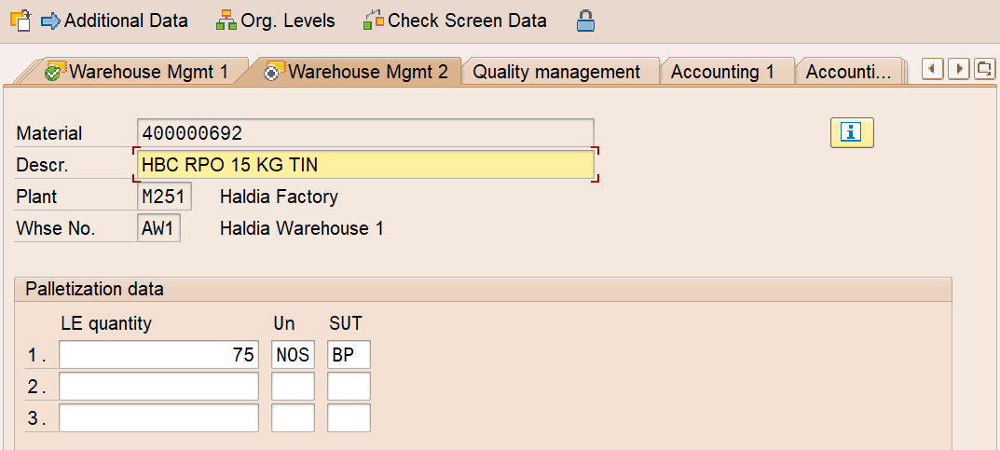 Additional Data Org. Levels Check Screen Data
Warehouse Mgmt 1 Warehouse Mgmt 2 Quality management Accounting 1 Accounti...
Material 400000692
Descr. HBC RPO 15 KG TIN
Plant M251 Haldia Factory
Whse No. AW1 Haldia Warehouse 1
Palletization data
LE quantity Un SUT
1. 75 NOS BP
2.
3.